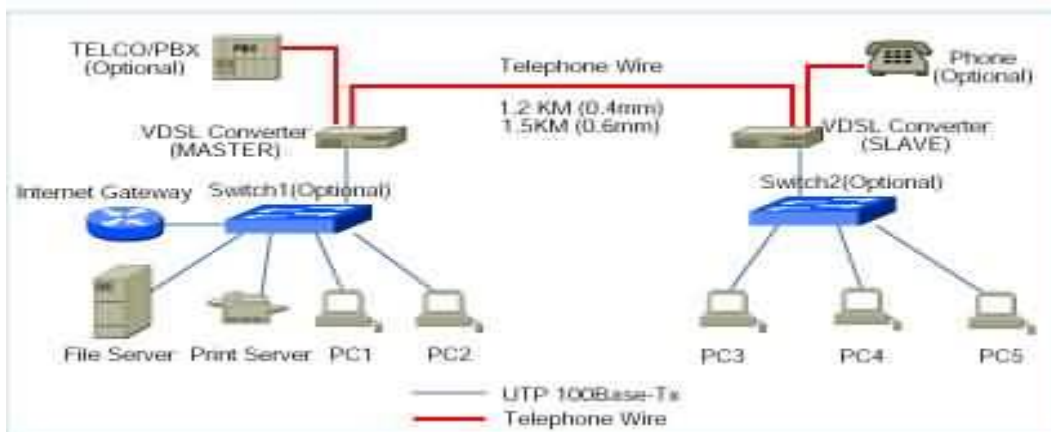 TELCO/PBX
(Optional)
PBX
Telephone Wire
Phone
(Optional)
1.2 KM (0.4mm)
1.5KM (0.6mm)
VDSL Converter
(MASTER)
VDSL Converter
(SLAVE)
Internet Gateway
Switch1(Optional)
Switch2(Optional)
File Server
Print Server
PC1
PC2
PC3
PC4
PC5
UTP 100Base-Tx
Telephone Wire